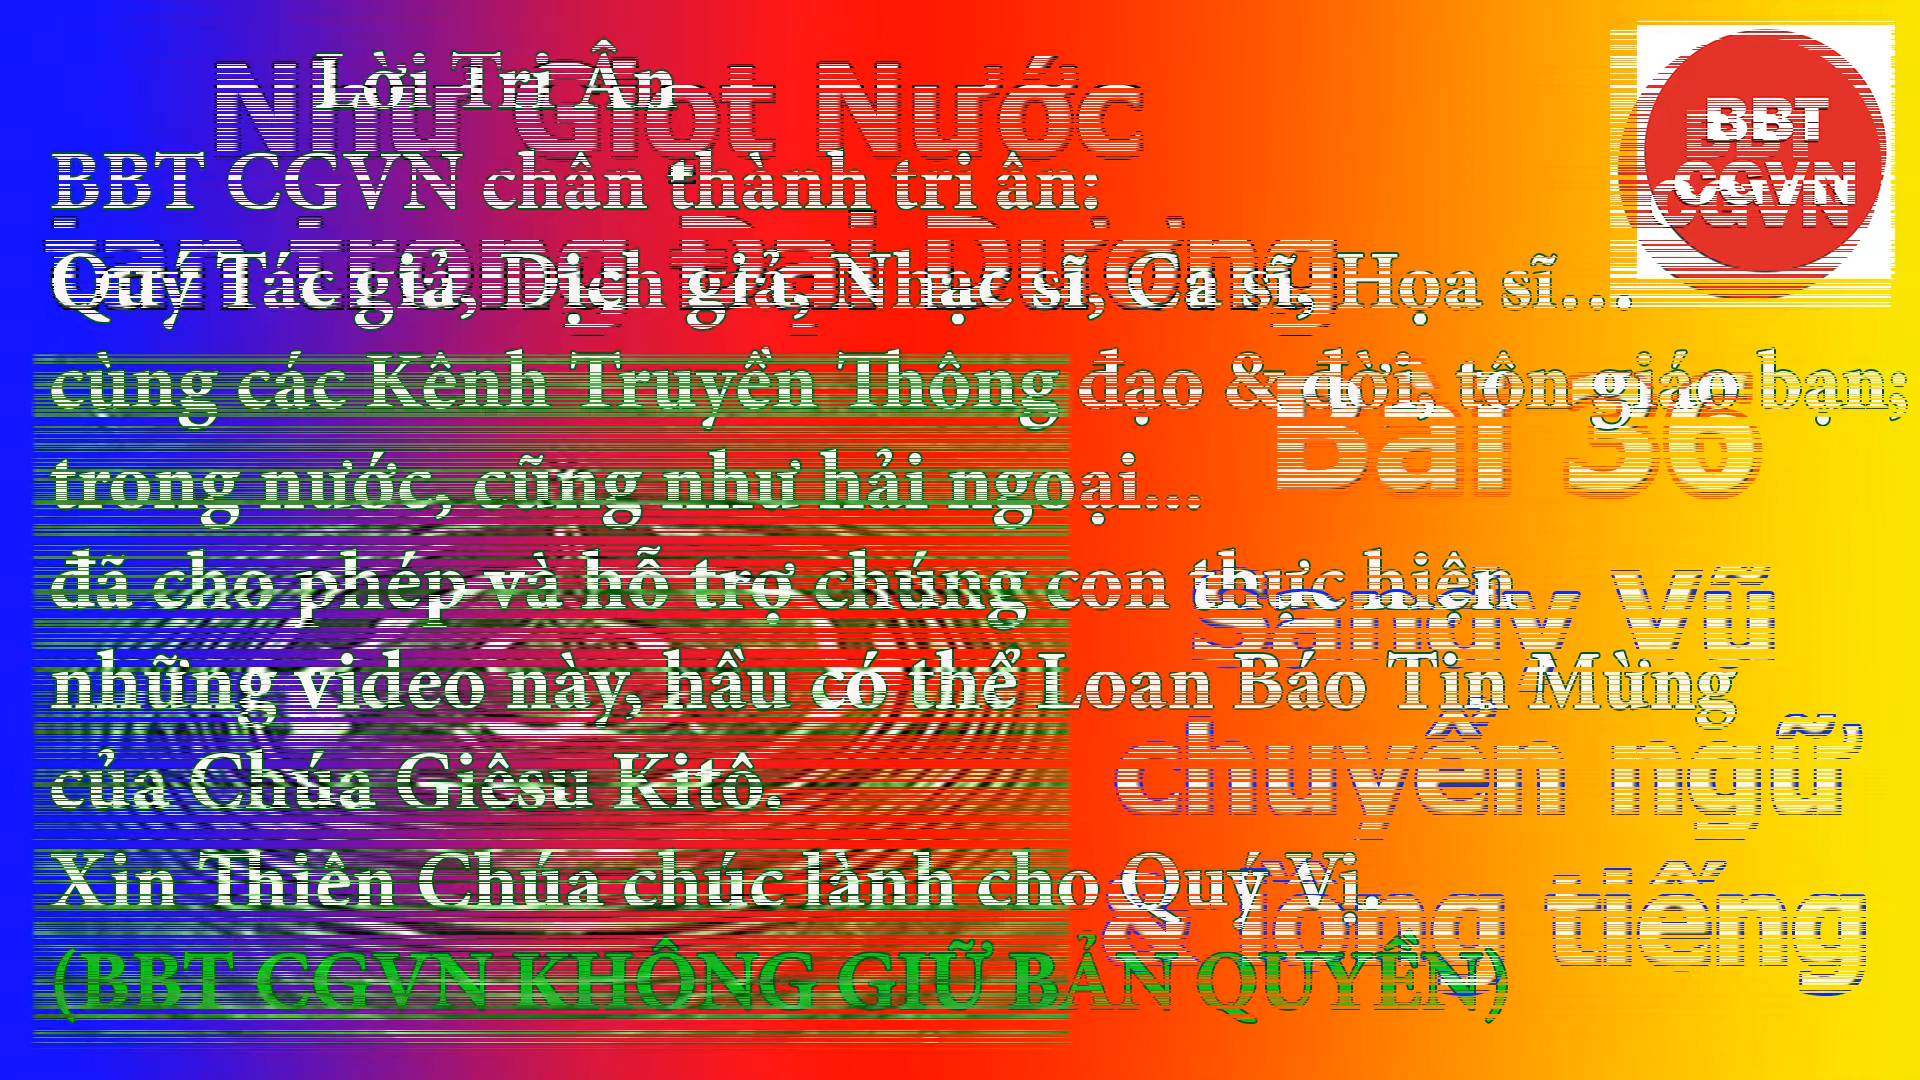 Lời Tri Ân
Như Giọt Nước
BBT CGVN chân thành tri ân:
Tan Trong Đại Dương
Quý Tác giả, Dịch giả, Nhạc sĩ, Ca sĩ, Họa sĩ…
cùng các Kênh Truyền Thông đạo & đời, tôn giáo bạn;
trong nước, cũng như hải ngoại…
đã cho phép và hỗ trợ chúng con thực hiện
những video này, hầu có thể Loan Báo Tin Mừng
của Chúa Giêsu Kitô.
Xin Thiên Chúa chúc lành cho Quý Vị.
(BBT CGVN KHÔNG GIỮ BẢN QUYỀN)
BBT
CGVN
Bài 36
Sandy Vũ
chuyển ngữ
& lồng tiếng